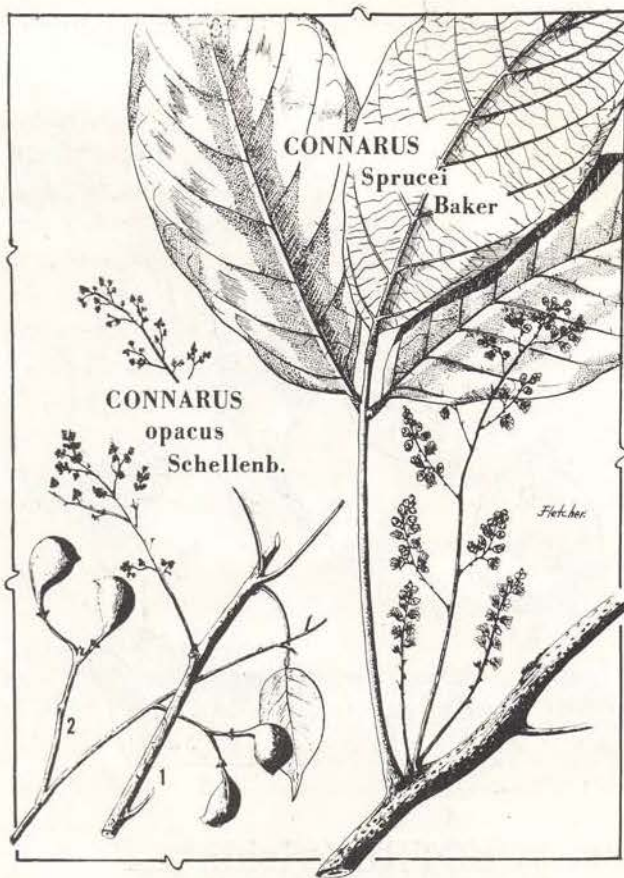 CONNARUS
Sprucei
Baker
CONNARUS
opacus
Schellenb.
Fletcher.
2
1